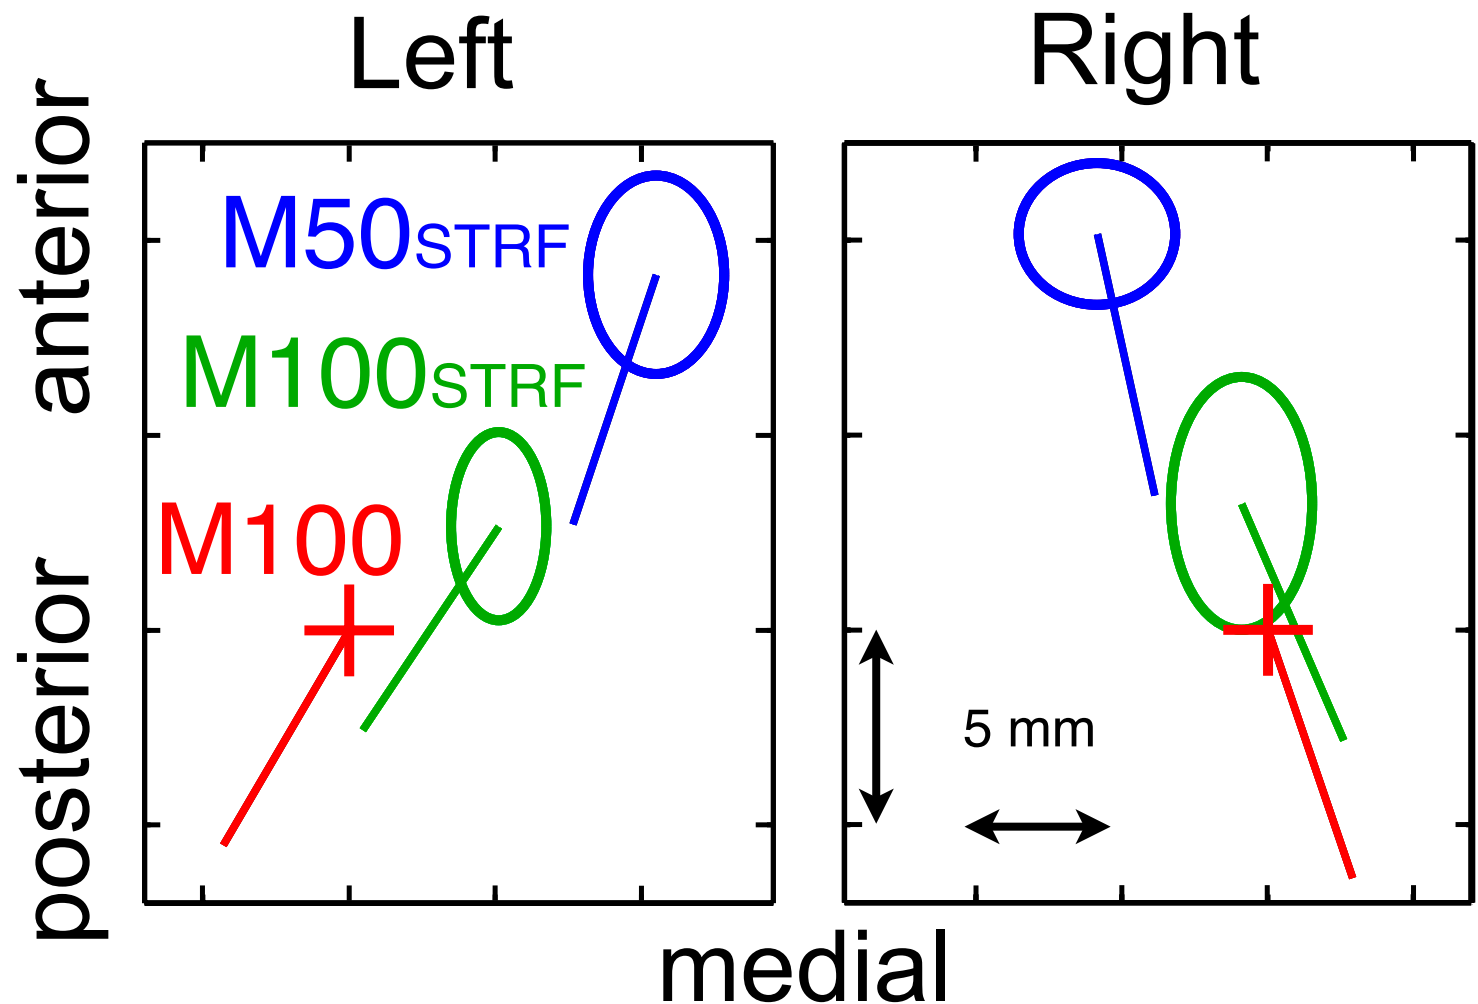 Left
Right
anterior
posterior
M50STRF
M100STRF
M100
5 mm
medial